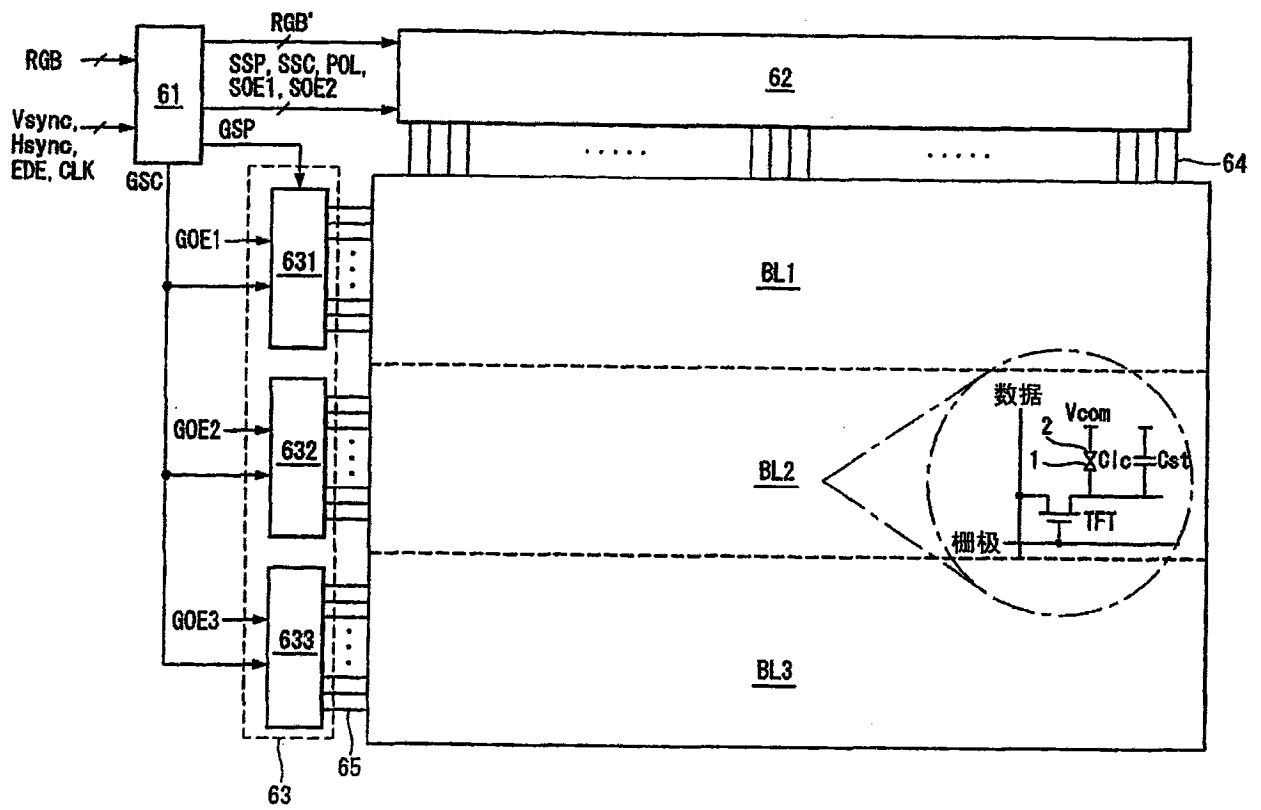 RGB
Vsync,
Hsync,
EDE, CLK
61
RGB'
SSP, SSC, POL,
SOE1, SOE2
GSP
GSC
62
64
GOE1
631
GOE2
632
GOE3
633
63
65
BL1
BL2
BL3
数据
Vcom
2
1
Clc
Cst
TFT
栅极